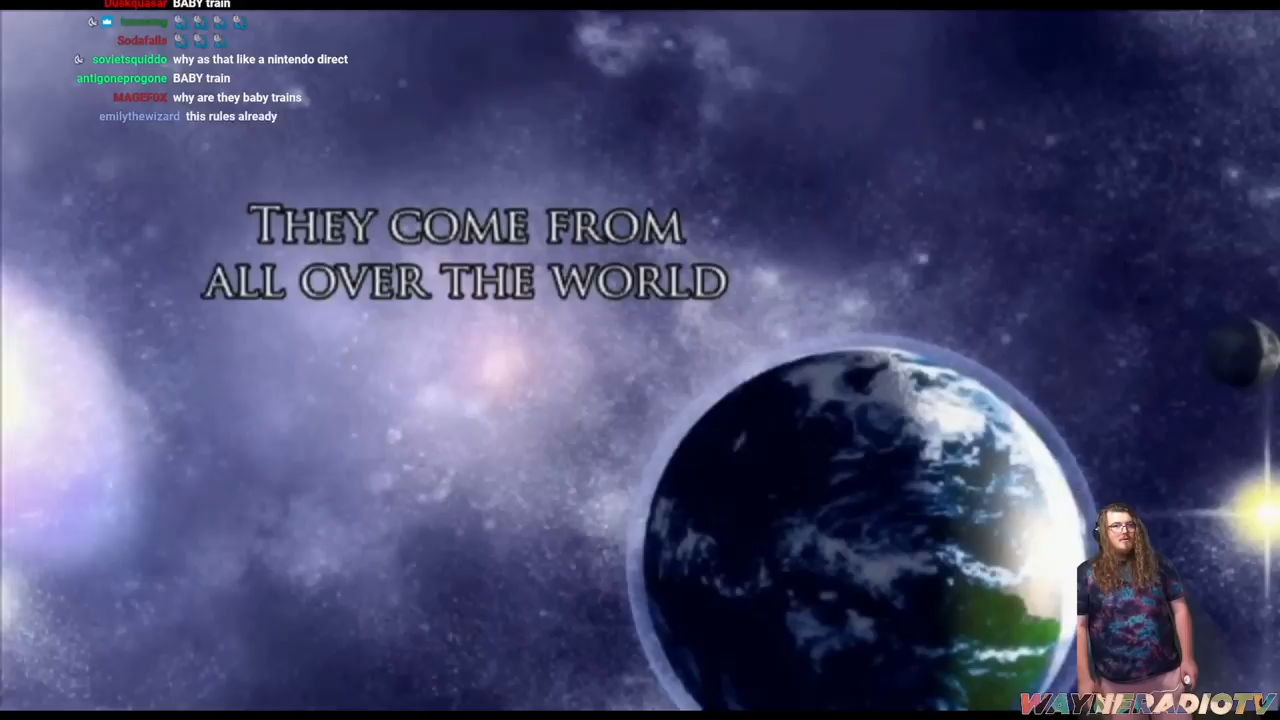 Duskquasar BABY train
Sodafalls
sovietsquiddo why as that like a nintendo direct
antigoneprogone BABY train
MAGEF0X why are they baby trains
emilythewizard this rules already
THEY COME FROM
ALL OVER THE WORLD
WAYNERADIOTV